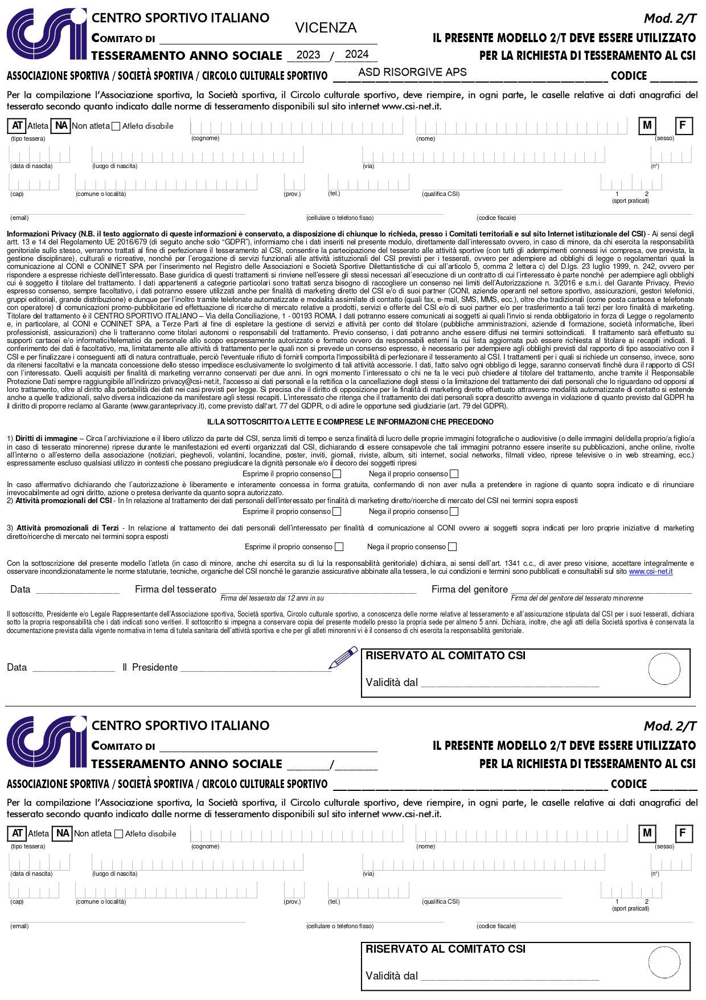 CSI
CENTRO SPORTIVO ITALIANO
Mod. 2/T
VICENZA
COMITATO DI
IL PRESENTE MODELLO 2/T DEVE ESSERE UTILIZZATO
TESSERAMENTO ANNO SOCIALE 2023 / 2024
PER LA RICHIESTA DI TESSERAMENTO AL CSI
ASSOCIAZIONE SPORTIVA / SOCIETÀ SPORTIVA / CIRCOLO CULTURALE SPORTIVO ASD RISORGIVE APS CODICE
Per la compilazione l'Associazione sportiva, la Società sportiva, il Circolo culturale sportivo, deve riempire, in ogni parte, le caselle relative ai dati anagrafici del
tesserato secondo quanto indicato dalle norme di tesseramento disponibili sul sito internet www.csi-net.it.
AT Atleta NA Non atleta Atleta disabile M F
(tipo tessera) (cognome) (nome) (sesso)
(data di nascita) (luogo di nascita) (via) (n°)
(cap) (comune o località) (prov.) (tel.) (qualifica CSI) 1 2
(sport praticati)
(email) (cellulare o telefono fisso) (codice fiscale)
Informazioni Privacy (N.B. il testo aggiornato di queste informazioni è conservato, a disposizione di chiunque lo richieda, presso i Comitati territoriali e sul sito Internet istituzionale del CSI) - Ai sensi degli
artt. 13 e 14 del Regolamento UE 2016/679 (di seguito anche solo “GDPR”), informiamo che i dati inseriti nel presente modulo, direttamente dall'interessato ovvero, in caso di minore, da chi esercita la responsabilità
genitoriale sullo stesso, verranno trattati al fine di perfezionare il tesseramento al CSI, consentire la partecipazione del tesserato alle attività sportive (con tutti gli adempimenti connessi ivi compresa, ove prevista, la
gestione disciplinare), culturali e ricreative, nonché per l'erogazione di servizi funzionali alle attività istituzionali del CSI previsti per i tesserati, ovvero per adempiere ad obblighi di legge o regolamentari quali la
comunicazione al CONI e CONINET SPA per l'inserimento nel Registro delle Associazioni e Società Sportive Dilettantistiche di cui all'articolo 5, comma 2 lettera c) del D.lgs. 23 luglio 1999, n. 242, ovvero per
rispondere a espresse richieste dell'interessato. Base giuridica di questi trattamenti si rinviene nell'essere gli stessi necessari all'esecuzione di un contratto di cui l'interessato è parte nonché per adempiere agli obblighi
cui è soggetto il titolare del trattamento. I dati appartenenti a categorie particolari sono trattati senza bisogno di raccogliere un consenso nei limiti dell'Autorizzazione n. 3/2016 e s.m.i. del Garante Privacy. Previo
espresso consenso, sempre facoltativo, i dati potranno essere utilizzati anche per finalità di marketing diretto del CSI e/o di suoi partner (CONI, aziende operanti nel settore sportivo, assicurazioni, gestori telefonici,
gruppi editoriali, grande distribuzione) e dunque per l'inoltro tramite telefonate automatizzate e modalità assimilate di contatto (quali fax, e-mail, SMS, MMS, ecc.), oltre che tradizionali (come posta cartacea e telefonate
con operatore) di comunicazioni promo-pubblicitarie ed effettuazione di ricerche di mercato relative a prodotti, servizi e offerte del CSI e/o di suoi partner e/o per trasferimento a tali terzi per loro finalità di marketing.
Titolare del trattamento è il CENTRO SPORTIVO ITALIANO – Via della Conciliazione, 1 - 00193 ROMA. I dati potranno essere comunicati ai soggetti ai quali l'invio si renda obbligatorio in forza di Legge o regolamento
e, in particolare, al CONI e CONINET SPA, a Terze Parti al fine di espletare la gestione di servizi e attività per conto del titolare (pubbliche amministrazioni, aziende di formazione, società informatiche, liberi
professionisti, assicurazioni) che li tratteranno come titolari autonomi o responsabili del trattamento. Previo consenso, i dati potranno anche essere diffusi nei termini sottoindicati. Il trattamento sarà effettuato su
supporti cartacei e/o informatici/telematici da personale allo scopo espressamente autorizzato e formato ovvero da responsabili esterni la cui lista aggiornata può essere richiesta al titolare ai recapiti indicati. Il
conferimento dei dati è facoltativo, ma, limitatamente alle attività di trattamento per le quali non si prevede un consenso espresso, è necessario per adempiere agli obblighi previsti dal rapporto di tipo associativo con il
CSI e per finalizzare i conseguenti atti di natura contrattuale, perciò l'eventuale rifiuto di fornirli comporta l'impossibilità di perfezionare il tesseramento al CSI. I trattamenti per i quali si richiede un consenso, invece, sono
da ritenersi facoltativi e la mancata concessione dello stesso impedisce esclusivamente lo svolgimento di tali attività accessorie. I dati, fatto salvo ogni obbligo di legge, saranno conservati finché dura il rapporto di CSI
con l'interessato. Quelli acquisiti per finalità di marketing verranno conservati per due anni. In ogni momento l'interessato o chi ne fa le veci può chiedere al titolare del trattamento, anche tramite il Responsabile
Protezione Dati sempre raggiungibile all'indirizzo privacy@csi-net.it, l'accesso ai dati personali e la rettifica o la cancellazione degli stessi o la limitazione del trattamento dei dati personali che lo riguardano od opporsi al
loro trattamento, oltre al diritto alla portabilità dei dati nei casi previsti per legge. Si precisa che il diritto di opposizione per le finalità di marketing diretto effettuato attraverso modalità automatizzate di contatto si estende
anche a quelle tradizionali, salvo diversa indicazione da manifestare agli stessi recapiti. L'interessato che ritenga che il trattamento dei dati personali sopra descritto avvenga in violazione di quanto previsto dal GDPR ha
il diritto di proporre reclamo al Garante (www.garanteprivacy.it), come previsto dall'art. 77 del GDPR, o di adire le opportune sedi giudiziarie (art. 79 del GDPR).
IL/LA SOTTOSCRITTO/A LETTE E COMPRESE LE INFORMAZIONI CHE PRECEDONO
1) Diritti di immagine – Circa l'archiviazione e il libero utilizzo da parte del CSI, senza limiti di tempo e senza finalità di lucro delle proprie immagini fotografiche o audiovisive (o delle immagini del/della proprio/a figlio/a
in caso di tesserato minorenne) riprese durante le manifestazioni ed eventi organizzati dal CSI, dichiarando di essere consapevole che tali immagini potranno essere inserite su pubblicazioni, anche online, rivolte
all'interno o all'esterno della associazione (notiziari, pieghevoli, volantini, locandine, poster, inviti, giornali, riviste, album, siti internet, social networks, filmati video, riprese televisive o in web streaming, ecc.)
espressamente escluso qualsiasi utilizzo in contesti che possano pregiudicare la dignità personale e/o il decoro dei soggetti ripresi
Esprime il proprio consenso Nega il proprio consenso
In caso affermativo dichiarando che l'autorizzazione è liberamente e interamente concessa in forma gratuita, confermando di non aver nulla a pretendere in ragione di quanto sopra indicato e di rinunciare
irrevocabilmente ad ogni diritto, azione o pretesa derivante da quanto sopra autorizzato.
2) Attività promozionali del CSI - In In relazione al trattamento dei dati personali dell'interessato per finalità di marketing diretto/ricerche di mercato del CSI nei termini sopra esposti
Esprime il proprio consenso Nega il proprio consenso
3) Attività promozionali di Terzi - In relazione al trattamento dei dati personali dell'interessato per finalità di comunicazione al CONI ovvero ai soggetti sopra indicati per loro proprie iniziative di marketing
diretto/ricerche di mercato nei termini sopra esposti
Esprime il proprio consenso Nega il proprio consenso
Con la sottoscrizione del presente modello l'atleta (in caso di minore, anche chi esercita su di lui la responsabilità genitoriale) dichiara, ai sensi dell'art. 1341 c.c., di aver preso visione, accettare integralmente e
osservare incondizionatamente le norme statutarie, tecniche, organiche del CSI nonché le garanzie assicurative abbinate alla tessera, le cui condizioni e termini sono pubblicati e consultabili sul sito www.csi-net.it
Data Firma del tesserato Firma del genitore
Firma del tesserato dai 12 anni in su Firma del del genitore del tesserato minorenne
Il sottoscritto, Presidente e/o Legale Rappresentante dell'Associazione sportiva, Società sportiva, Circolo culturale sportivo, a conoscenza delle norme relative al tesseramento e all'assicurazione stipulata dal CSI per i suoi tesserati, dichiara
sotto la propria responsabilità che i dati indicati sono veritieri. Il sottoscritto si impegna a conservare copia del presente modello presso la propria sede per almeno 5 anni. Dichiara, inoltre, che agli atti della Società sportiva è conservata la
documentazione prevista dalla vigente normativa in tema di tutela sanitaria dell'attività sportiva e che per gli atleti minorenni vi è il consenso di chi esercita la responsabilità genitoriale.
RISERVATO AL COMITATO CSI
Data Il Presidente
Validità dal
CSI
CENTRO SPORTIVO ITALIANO
Mod. 2/T
COMITATO DI
IL PRESENTE MODELLO 2/T DEVE ESSERE UTILIZZATO
TESSERAMENTO ANNO SOCIALE /
PER LA RICHIESTA DI TESSERAMENTO AL CSI
ASSOCIAZIONE SPORTIVA / SOCIETÀ SPORTIVA / CIRCOLO CULTURALE SPORTIVO CODICE
Per la compilazione l'Associazione sportiva, la Società sportiva, il Circolo culturale sportivo, deve riempire, in ogni parte, le caselle relative ai dati anagrafici del
tesserato secondo quanto indicato dalle norme di tesseramento disponibili sul sito internet www.csi-net.it.
AT Atleta NA Non atleta Atleta disabile M F
(tipo tessera) (cognome) (nome) (sesso)
(data di nascita) (luogo di nascita) (via) (n°)
(cap) (comune o località) (prov.) (tel.) (qualifica CSI) 1 2
(sport praticati)
(email) (cellulare o telefono fisso) (codice fiscale)
RISERVATO AL COMITATO CSI
Validità dal